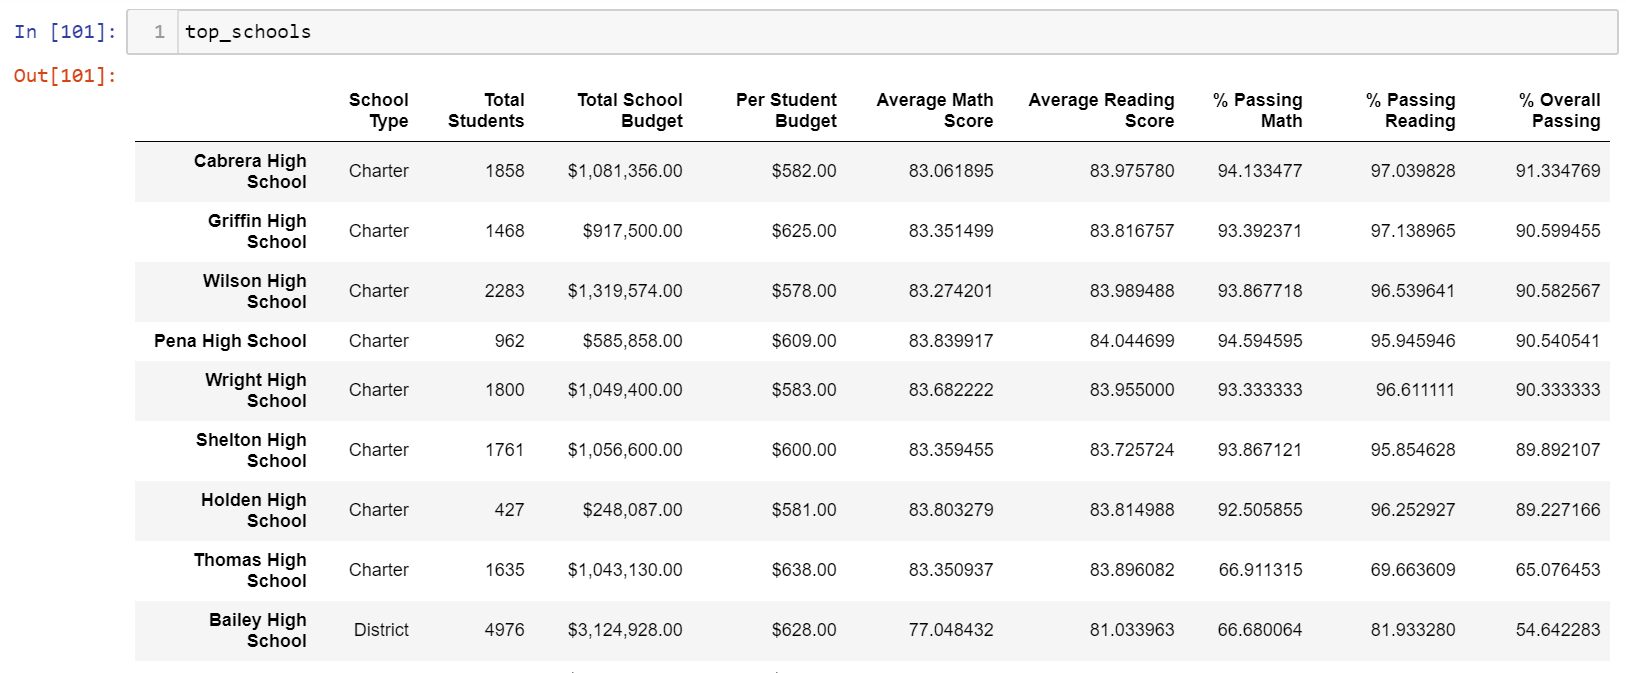 In [101]: 1 top_schools
Out[101]:
School Type Total Students Total School Budget Per Student Budget Average Math Score Average Reading Score % Passing Math % Passing Reading % Overall Passing
Cabrera High School Charter 1858 $1,081,356.00 $582.00 83.061895 83.975780 94.133477 97.039828 91.334769
Griffin High School Charter 1468 $917,500.00 $625.00 83.351499 83.816757 93.392371 97.138965 90.599455
Wilson High School Charter 2283 $1,319,574.00 $578.00 83.274201 83.989488 93.867718 96.539641 90.582567
Pena High School Charter 962 $585,858.00 $609.00 83.839917 84.044699 94.594595 95.945946 90.540541
Wright High School Charter 1800 $1,049,400.00 $583.00 83.682222 83.955000 93.333333 96.611111 90.333333
Shelton High School Charter 1761 $1,056,600.00 $600.00 83.359455 83.725724 93.867121 95.854628 89.892107
Holden High School Charter 427 $248,087.00 $581.00 83.803279 83.814988 92.505855 96.252927 89.227166
Thomas High School Charter 1635 $1,043,130.00 $638.00 83.350937 83.896082 66.911315 69.663609 65.076453
Bailey High School District 4976 $3,124,928.00 $628.00 77.048432 81.033963 66.680064 81.933280 54.642283